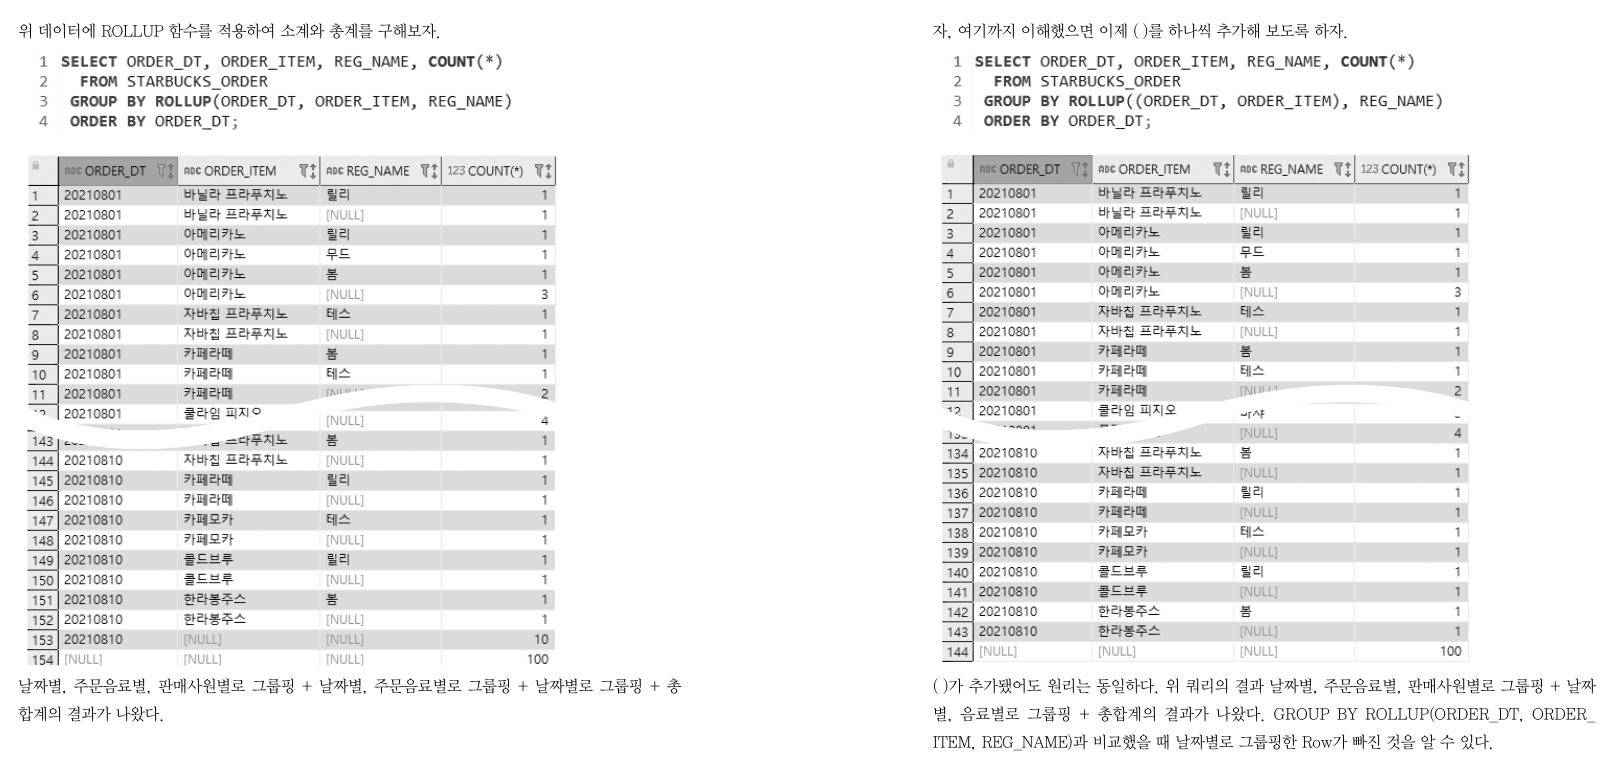 위 데이터에 ROLLUP 함수를 적용하여 소계와 총계를 구해보자.
1 SELECT ORDER_DT, ORDER_ITEM, REG_NAME, COUNT(*)
2 FROM STARBUCKS_ORDER
3 GROUP BY ROLLUP(ORDER_DT, ORDER_ITEM, REG_NAME)
4 ORDER BY ORDER_DT;
ABC ORDER_DT ABC ORDER_ITEM ABC REG_NAME 123 COUNT(*)
1 20210801 바닐라 프라푸치노 릴리 1
2 20210801 바닐라 프라푸치노 [NULL] 1
3 20210801 아메리카노 릴리 1
4 20210801 아메리카노 무드 1
5 20210801 아메리카노 봄 1
6 20210801 아메리카노 [NULL] 3
7 20210801 자바칩 프라푸치노 테스 1
8 20210801 자바칩 프라푸치노 [NULL] 1
9 20210801 카페라떼 봄 1
10 20210801 카페라떼 테스 1
11 20210801 카페라떼 [NULL] 2
12 20210801 쿨라임 피지오 [NULL] 4
143 프라푸치노 봄 1
144 20210810 자바칩 프라푸치노 [NULL] 1
145 20210810 카페라떼 릴리 1
146 20210810 카페라떼 [NULL] 1
147 20210810 카페모카 테스 1
148 20210810 카페모카 [NULL] 1
149 20210810 콜드브루 릴리 1
150 20210810 콜드브루 [NULL] 1
151 20210810 한라봉주스 봄 1
152 20210810 한라봉주스 [NULL] 1
153 20210810 [NULL] [NULL] 10
154 [NULL] [NULL] [NULL] 100
날짜별, 주문음료별, 판매사원별로 그룹핑 + 날짜별, 주문음료별로 그룹핑 + 날짜별로 그룹핑 + 총
합계의 결과가 나왔다.
자, 여기까지 이해했으면 이제 ( )를 하나씩 추가해 보도록 하자.
1 SELECT ORDER_DT, ORDER_ITEM, REG_NAME, COUNT(*)
2 FROM STARBUCKS_ORDER
3 GROUP BY ROLLUP((ORDER_DT, ORDER_ITEM), REG_NAME)
4 ORDER BY ORDER_DT;
ABC ORDER_DT ABC ORDER_ITEM ABC REG_NAME 123 COUNT(*)
1 20210801 바닐라 프라푸치노 릴리 1
2 20210801 바닐라 프라푸치노 [NULL] 1
3 20210801 아메리카노 릴리 1
4 20210801 아메리카노 무드 1
5 20210801 아메리카노 봄 1
6 20210801 아메리카노 [NULL] 3
7 20210801 자바칩 프라푸치노 테스 1
8 20210801 자바칩 프라푸치노 [NULL] 1
9 20210801 카페라떼 봄 1
10 20210801 카페라떼 테스 1
11 20210801 카페라떼 [NULL] 2
12 20210801 쿨라임 피지오
[NULL] 4
134 20210810 자바칩 프라푸치노 봄 1
135 20210810 자바칩 프라푸치노 [NULL] 1
136 20210810 카페라떼 릴리 1
137 20210810 카페라떼 [NULL] 1
138 20210810 카페모카 테스 1
139 20210810 카페모카 [NULL] 1
140 20210810 콜드브루 릴리 1
141 20210810 콜드브루 [NULL] 1
142 20210810 한라봉주스 봄 1
143 20210810 한라봉주스 [NULL] 1
144 [NULL] [NULL] [NULL] 100
( )가 추가됐어도 원리는 동일하다. 위 쿼리의 결과 날짜별, 주문음료별, 판매사원별로 그룹핑 + 날짜
별, 음료별로 그룹핑 + 총합계의 결과가 나왔다. GROUP BY ROLLUP(ORDER_DT, ORDER_
ITEM, REG_NAME)과 비교했을 때 날짜별로 그룹핑한 Row가 빠진 것을 알 수 있다.